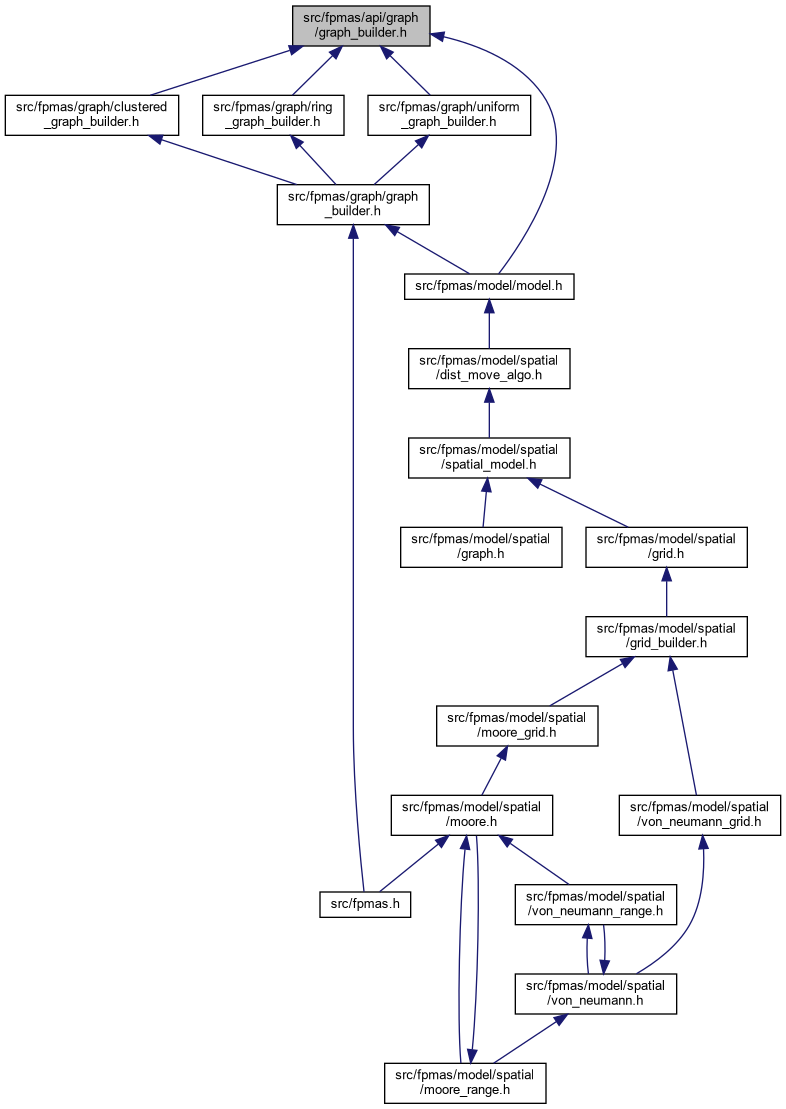 src/fpmas/api/graph
/graph_builder.h
src/fpmas/graph/clustered
_graph_builder.h
src/fpmas/graph/ring
_graph_builder.h
src/fpmas/graph/uniform
_graph_builder.h
src/fpmas/graph/graph
_builder.h
src/fpmas/model/model.h
src/fpmas/model/spatial
/dist_move_algo.h
src/fpmas/model/spatial
/spatial_model.h
src/fpmas/model/spatial
/graph.h
src/fpmas/model/spatial
/grid.h
src/fpmas/model/spatial
/grid_builder.h
src/fpmas/model/spatial
/moore_grid.h
src/fpmas/model/spatial
/moore.h
src/fpmas/model/spatial
/von_neumann_grid.h
src/fpmas.h
src/fpmas/model/spatial
/von_neumann_range.h
src/fpmas/model/spatial
/von_neumann.h
src/fpmas/model/spatial
/moore_range.h